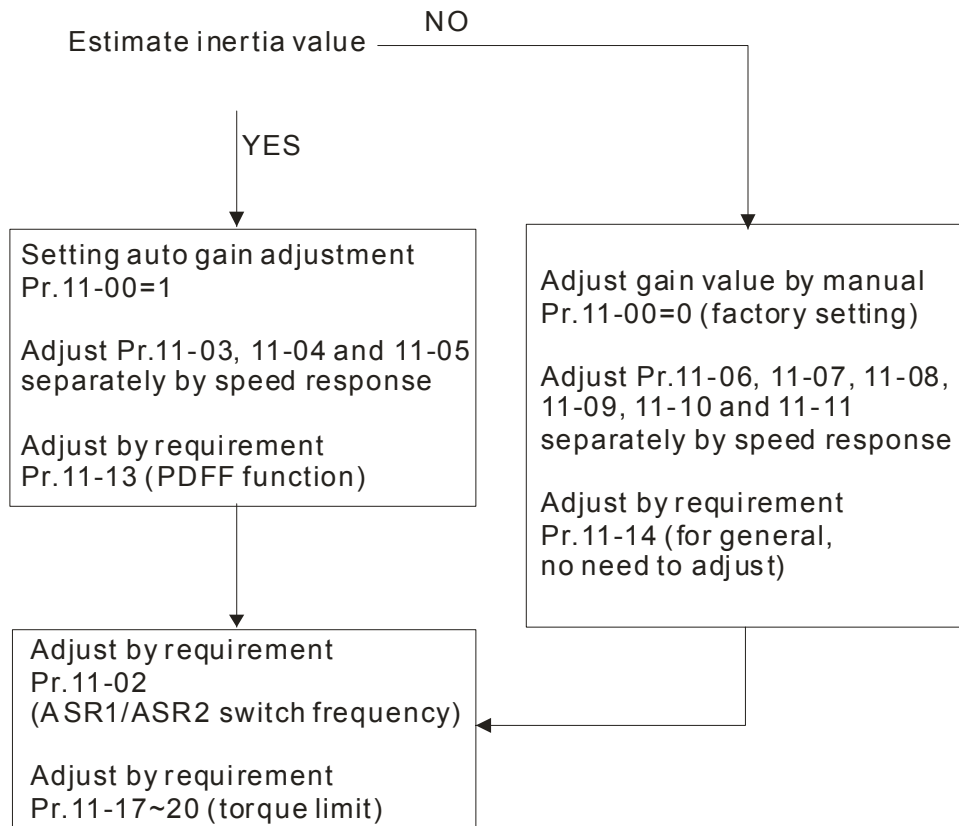 NO
Estimate inertia value
YES
Setting auto gain adjustment
Pr.11-00=1
Adjust Pr.11-03, 11-04 and 11-05
separately by speed response
Adjust by requirement
Pr.11-13 (PDFF function)
Adjust gain value by manual
Pr.11-00=0 (factory setting)
Adjust Pr.11-06, 11-07, 11-08,
11-09, 11-10 and 11-11
separately by speed response
Adjust by requirement
Pr.11-14 (for general,
no need to adjust)
Adjust by requirement
Pr.11-02
(ASR1/ASR2 switch frequency)
Adjust by requirement
Pr.11-17~20 (torque limit)